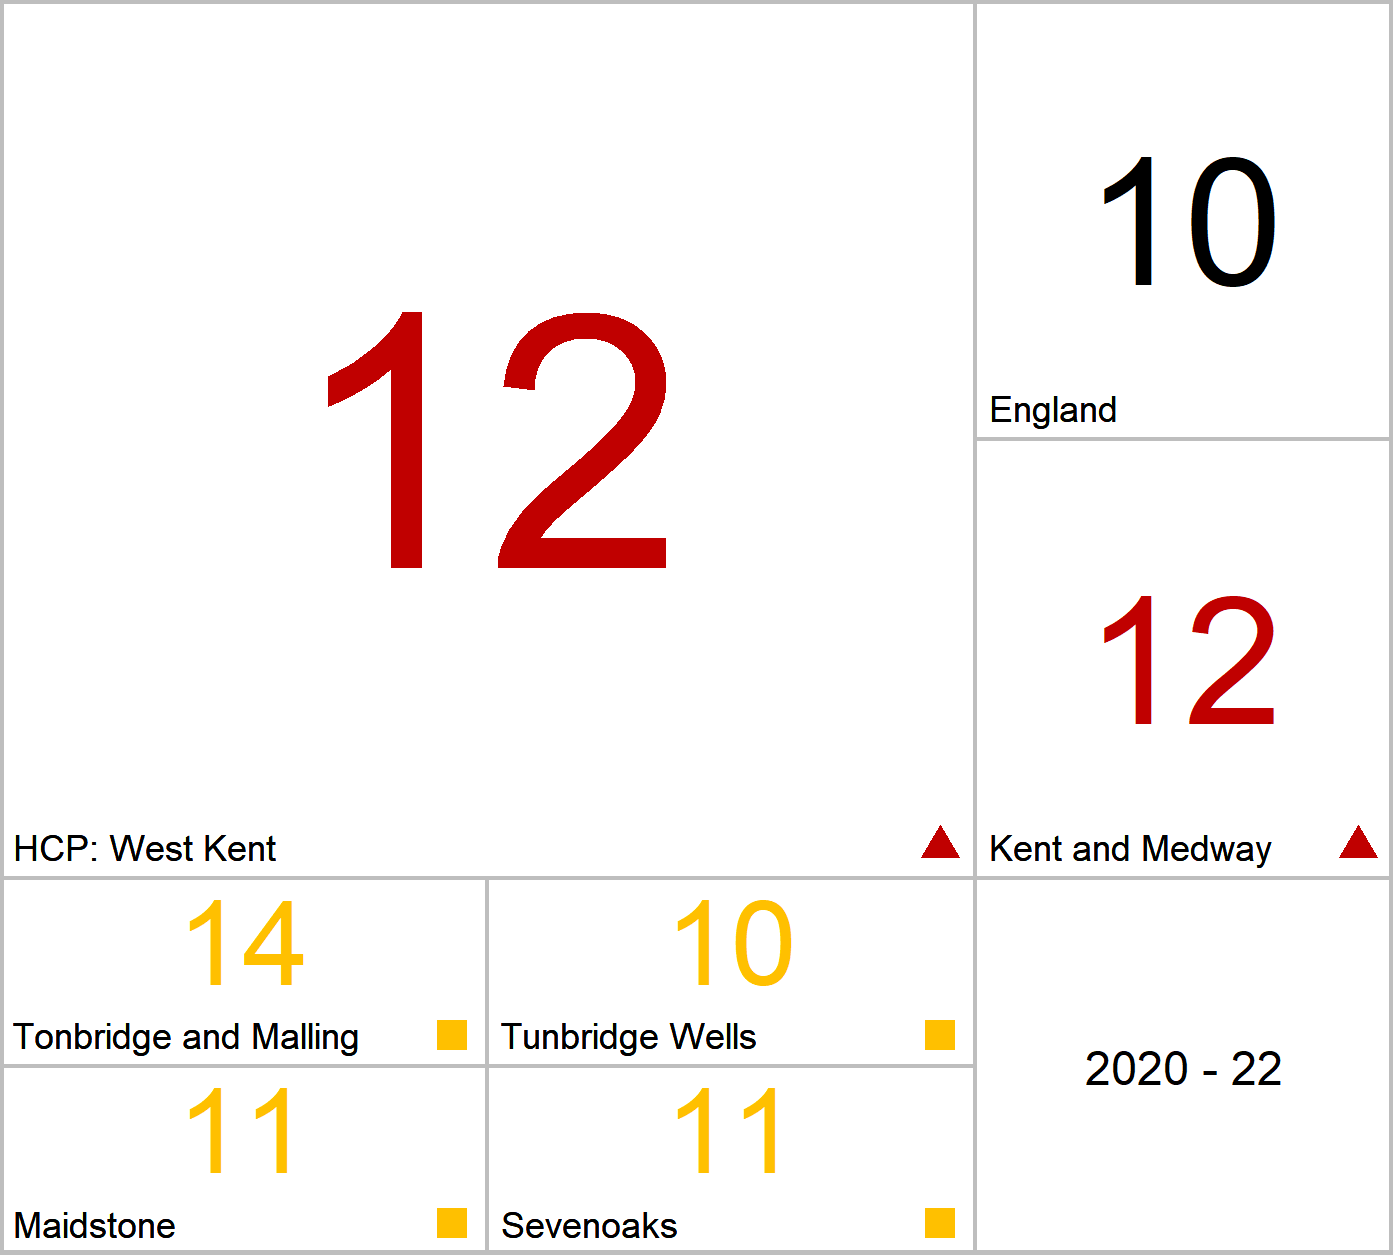 12
HCP: West Kent
10
England
12
Kent and Medway
14
Tonbridge and Malling
10
Tunbridge Wells
11
Maidstone
11
Sevenoaks
2020 - 22